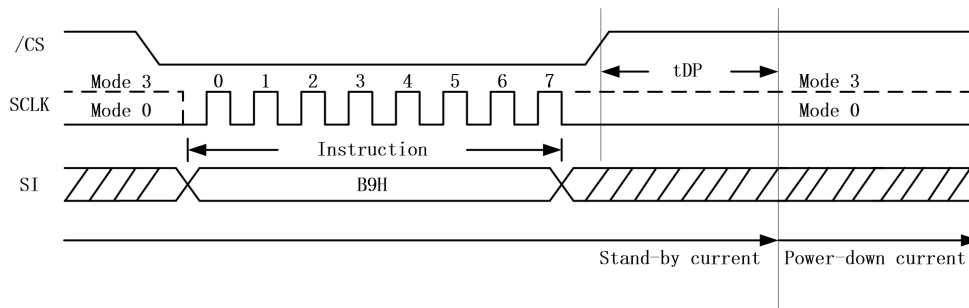 /CS
tDP
Mode 3 0 1 2 3 4 5 6 7 Mode 3
SCLK
Mode 0 Mode 0
Instruction
SI B9H
Stand-by current Power-down current